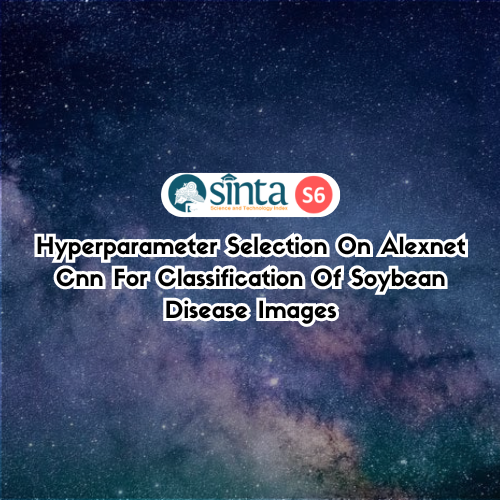 sinta S6
Science And Technology Index
Hyperparameter Selection On Alexnet
Cnn For Classification Of Soybean
Disease Images